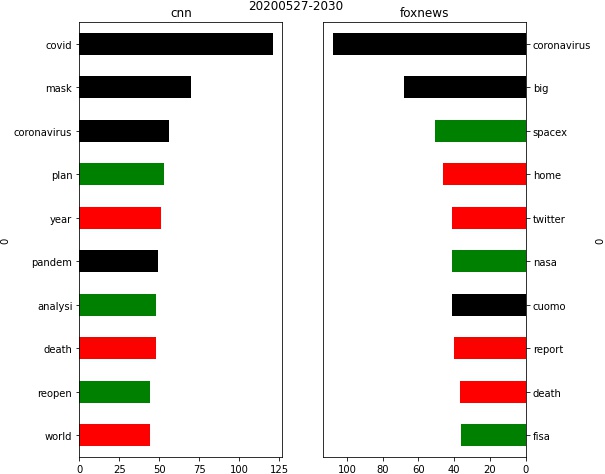 20200527-2030
cnn
foxnews
covid
mask
coronavirus
plan
year
pandem
analysi
death
reopen
world
0
0 25 50 75 100 125
coronavirus
big
spacex
home
twitter
nasa
cuomo
report
death
fisa
0
100 80 60 40 20 0